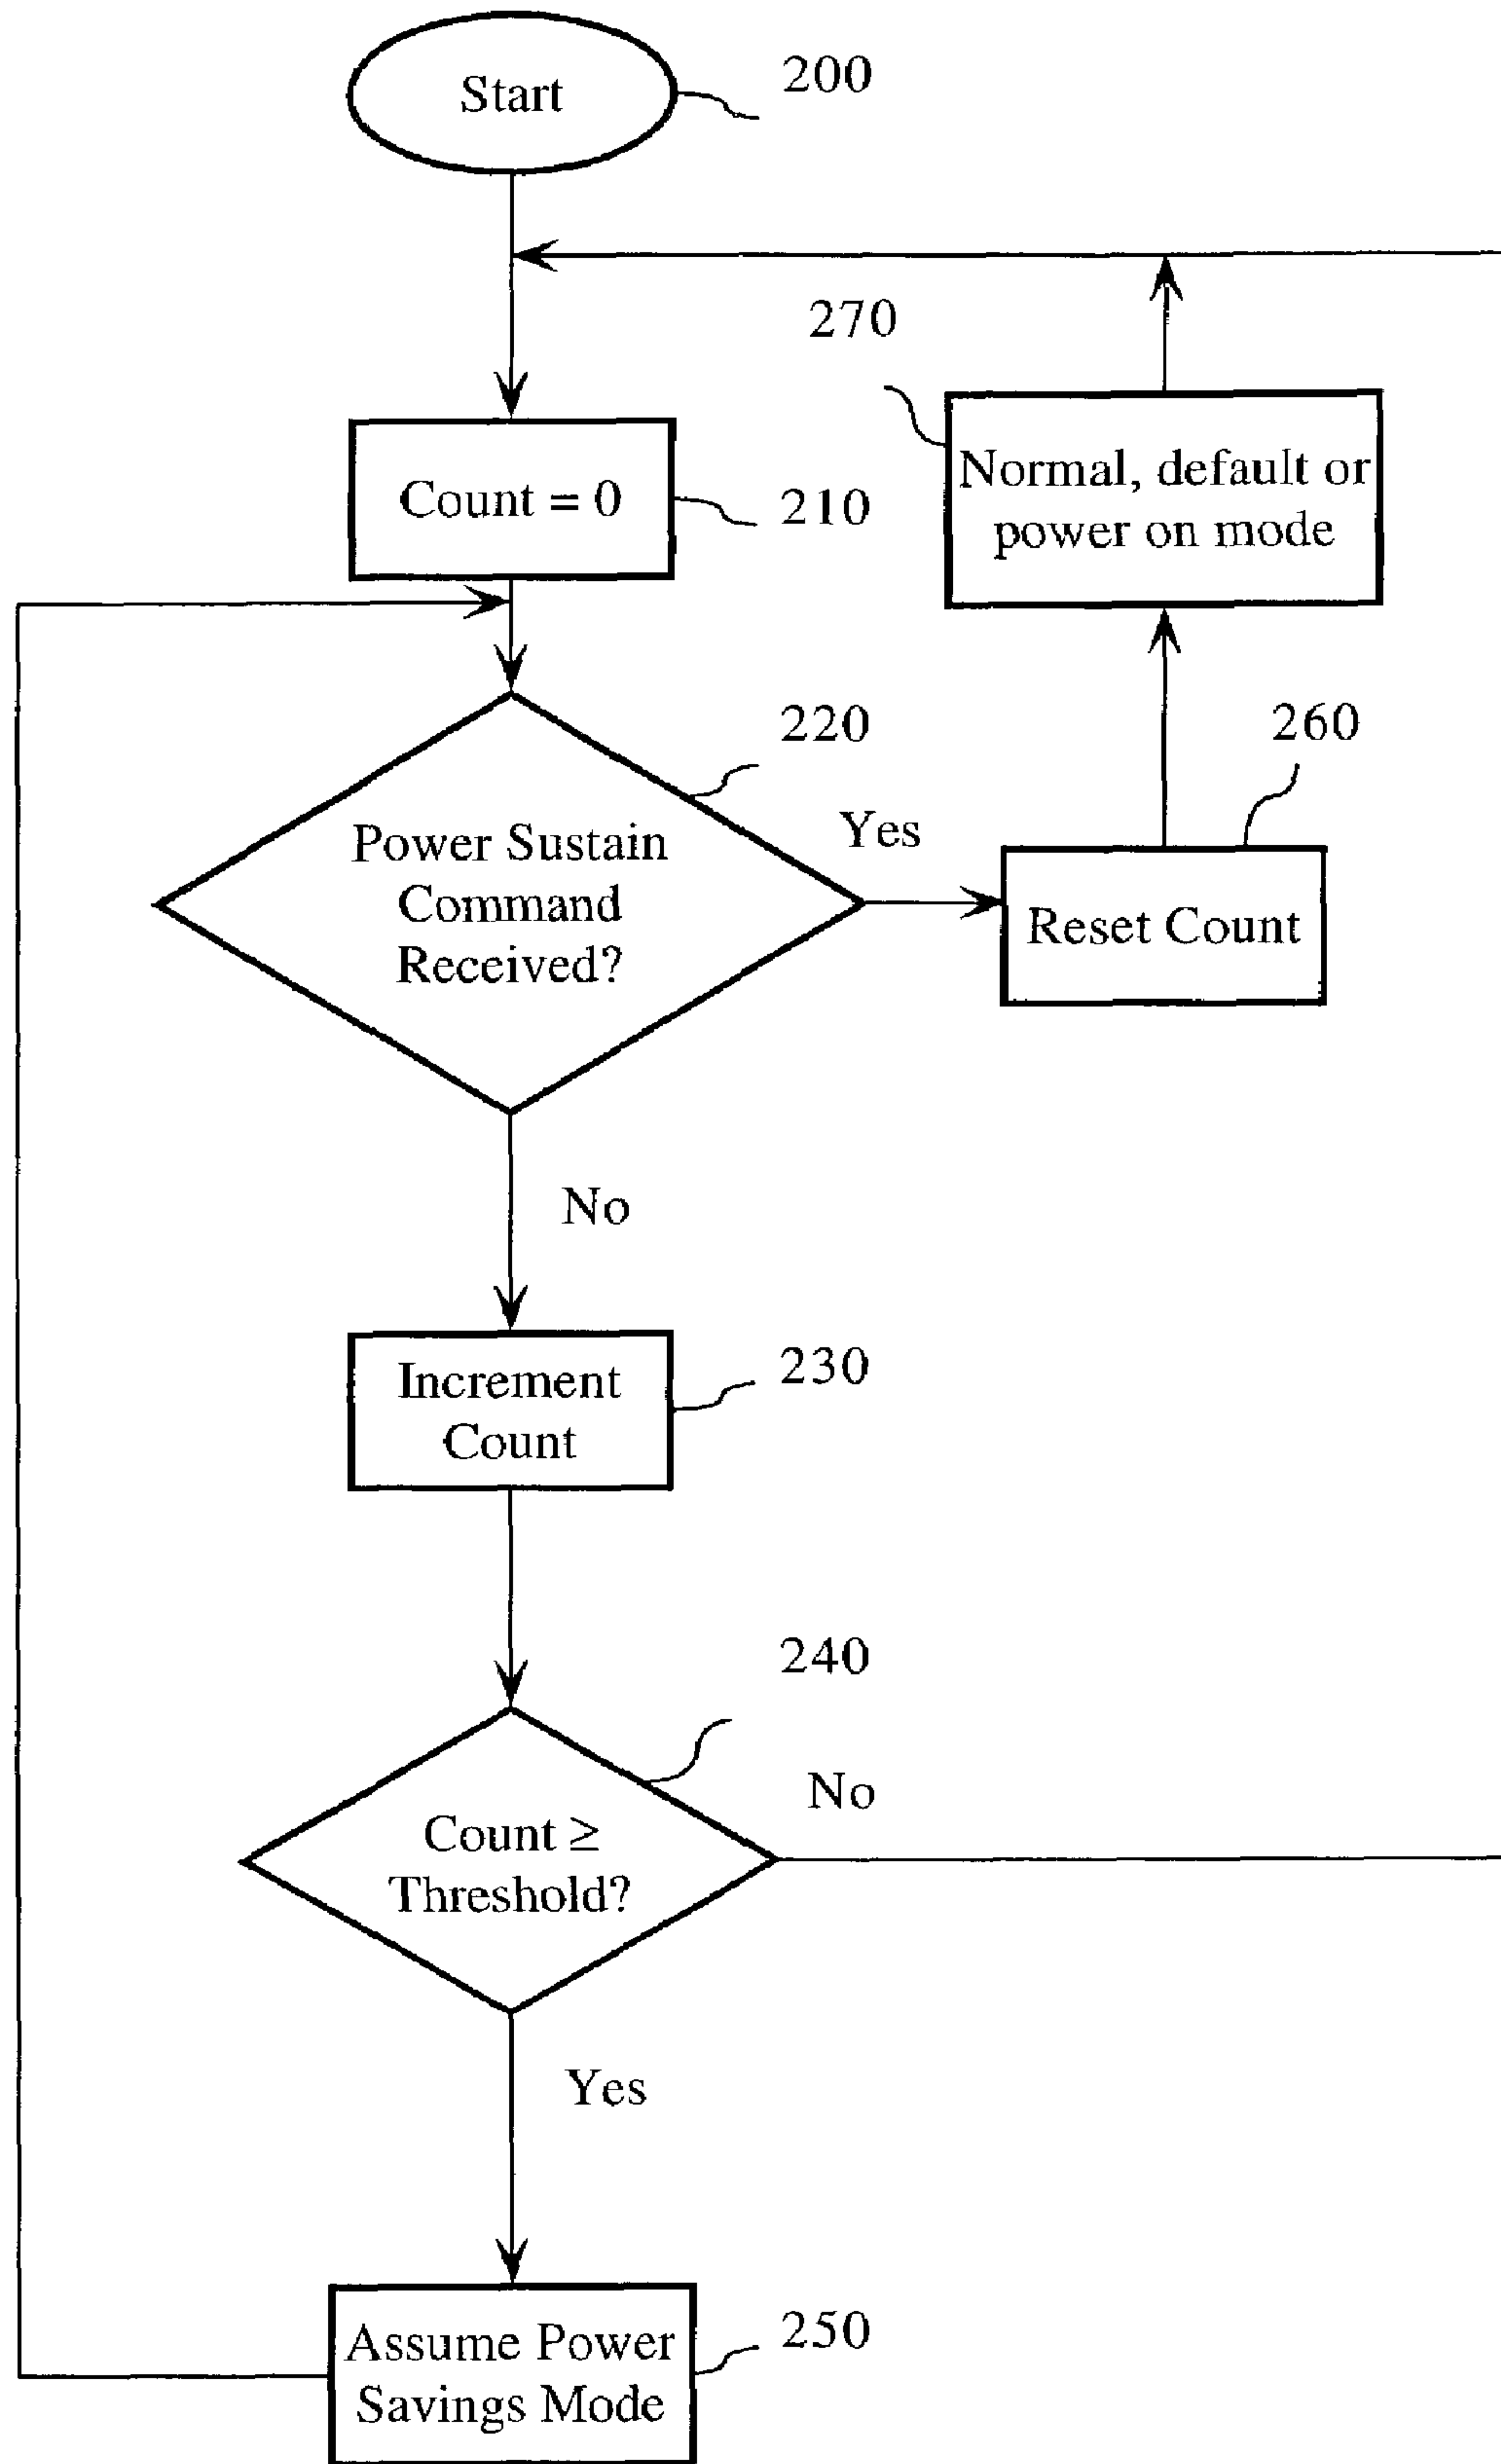 Start
200
270
Normal, default or
power on mode
Count = 0
210
220
260
Power Sustain
Command
Received?
Yes
Reset Count
No
Increment
Count
230
240
Count ≥
Threshold?
No
Yes
Assume Power
Savings Mode
250